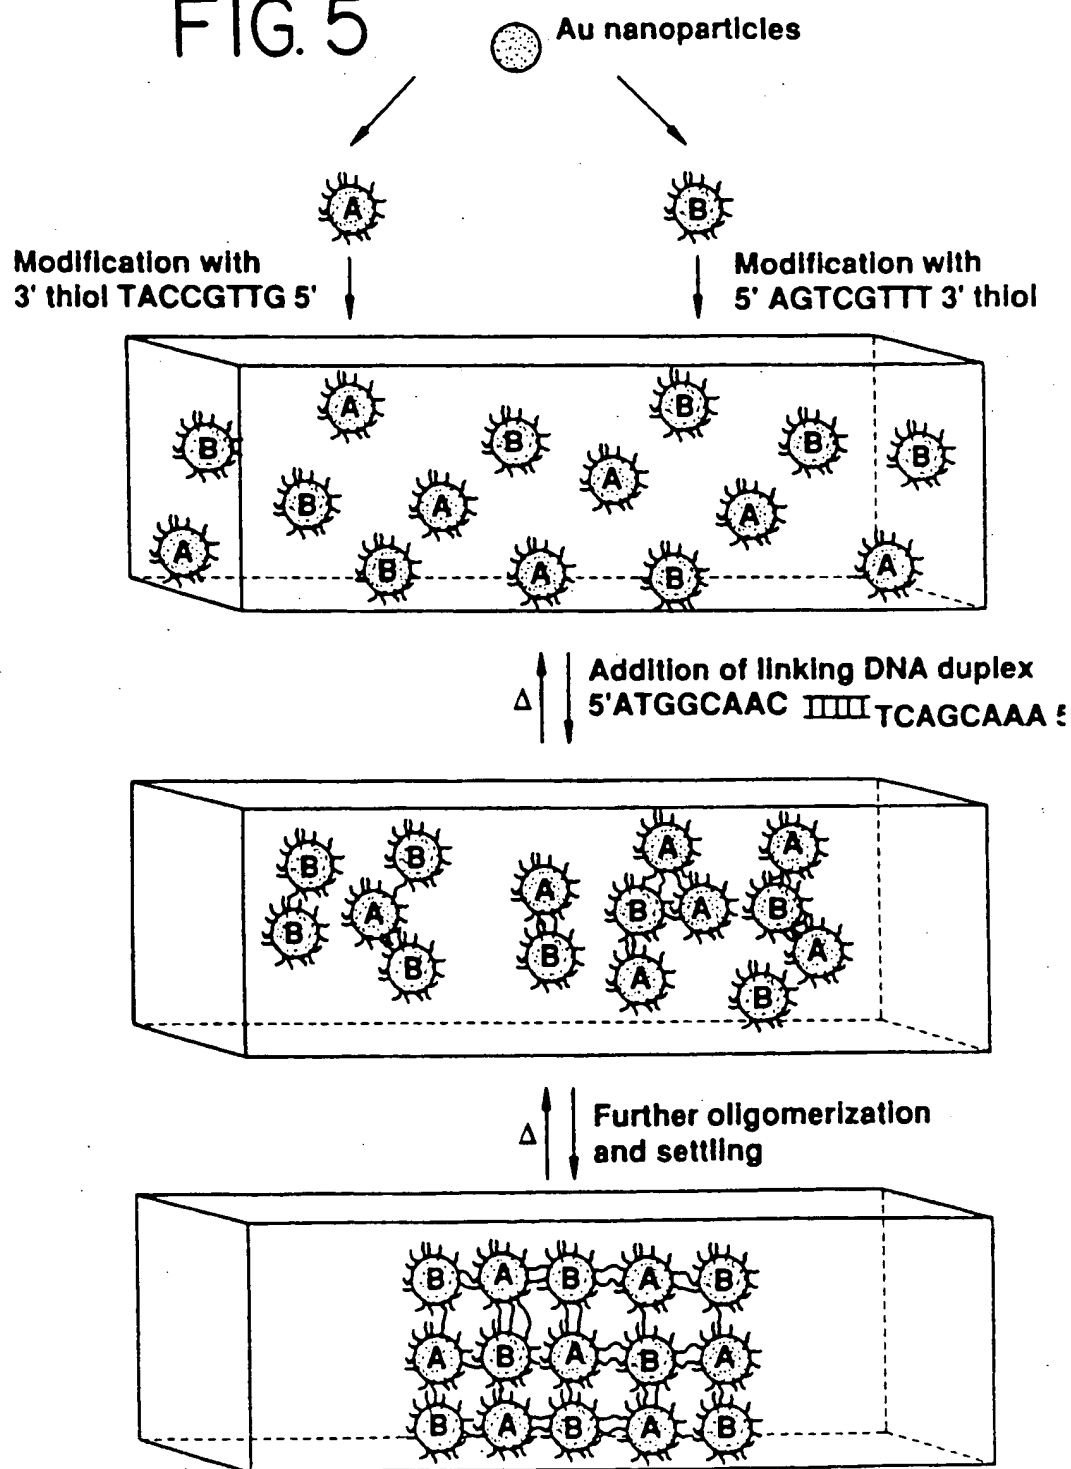 FIG. 5
Au nanoparticles
A
B
Modification with
3' thiol TACCGTTG 5'
Modification with
5' AGTCGTTT 3' thiol
A
B
B
B
B
B
A
B
A
A
A
B
A
B
A
Addition of linking DNA duplex
Δ
5'ATGGCAAC
TCAGCAAA 5
B
B
A
A
A
B
A
B
A
B
B
B
B
A
A
B
Δ
Further oligomerization
and settling
B A B A B
A B A B A
B A B A B